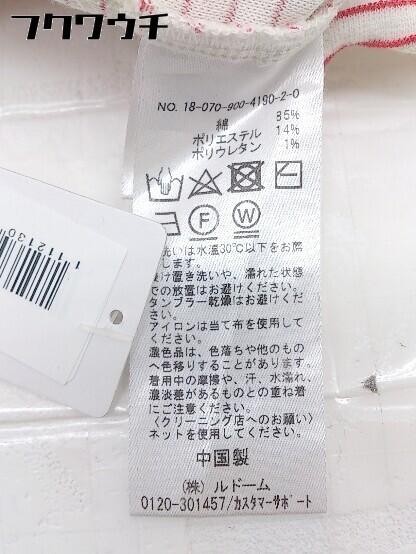 フクワウチ
NO. 18-070-900-4190-2-0
綿 85%
ポリエステル 14%
ポリウレタン 1%
F W
洗いは水温30℃以下をお薦
します。
け置き洗いや、濡れた状態
での放置はお避けくださ
い。
タンブラー乾燥はお避けくださ
い。
アイロンは当て布を使用して
ください。
濃色品は、色落ちや他のもの
へ色移りすることがあります。
着用中の摩擦や、汗、水濡れ、
濃淡差があるものとの重ね着
にご注意ください。
〈クリーニング店へのお願い〉
ネットを使用してください。
中国製
(株) ルドーム
0120-301457/カスタマーサポート
112130